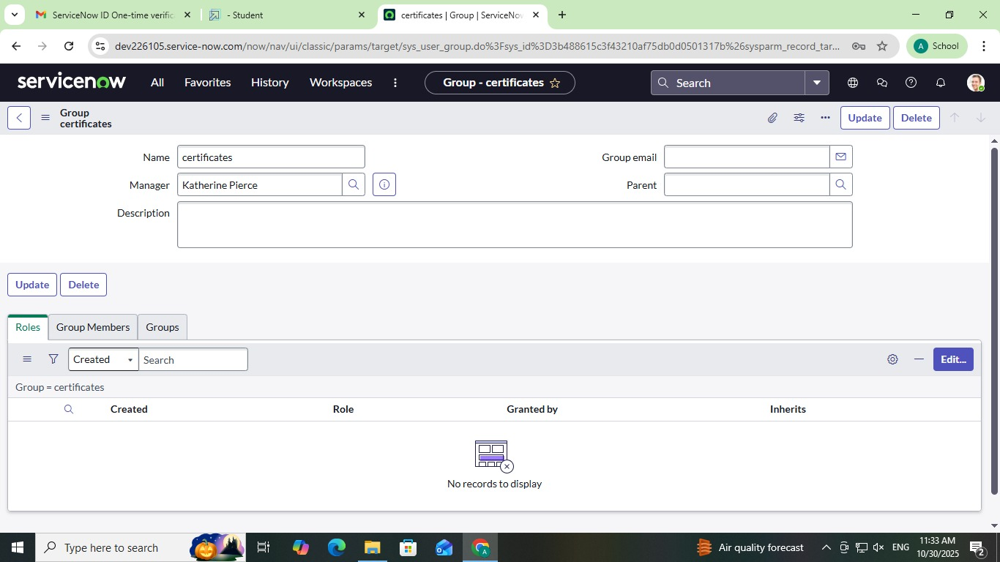 ServiceNow ID One-time verific
- Student
certificates | Group | ServiceNow
dev226105.service-now.com/now/nav/ui/classic/params/target/sys_user_group.do%3Fsys_id%3D3b488615c3f43210af75db0d0501317b%26sysparm_record_tar...
A School
servicenow All Favorites History Workspaces Group - certificates Search
Group
certificates
Update Delete
Name certificates Group email
Manager Katherine Pierce Parent
Description
Update Delete
Roles Group Members Groups
Created Search Edit...
Group = certificates
Created Role Granted by Inherits
No records to display
Type here to search
Air quality forecast ENG
11:33 AM
10/30/2025
2